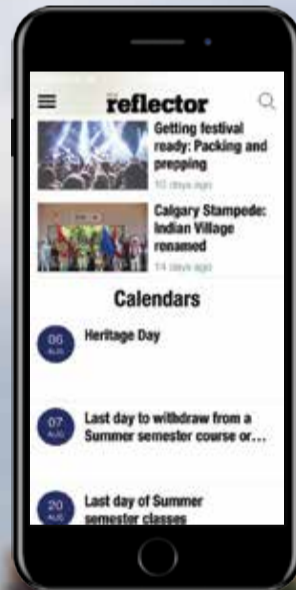 the reflector
Getting festival
ready: Packing and
prepping
10 days ago
Calgary Stampede:
Indian Village
renamed
14 days ago
Calendars
06
AUG
Heritage Day
07
AUG
Last day to withdraw from a
Summer semester course or…
20
AUG
Last day of Summer
semester classes